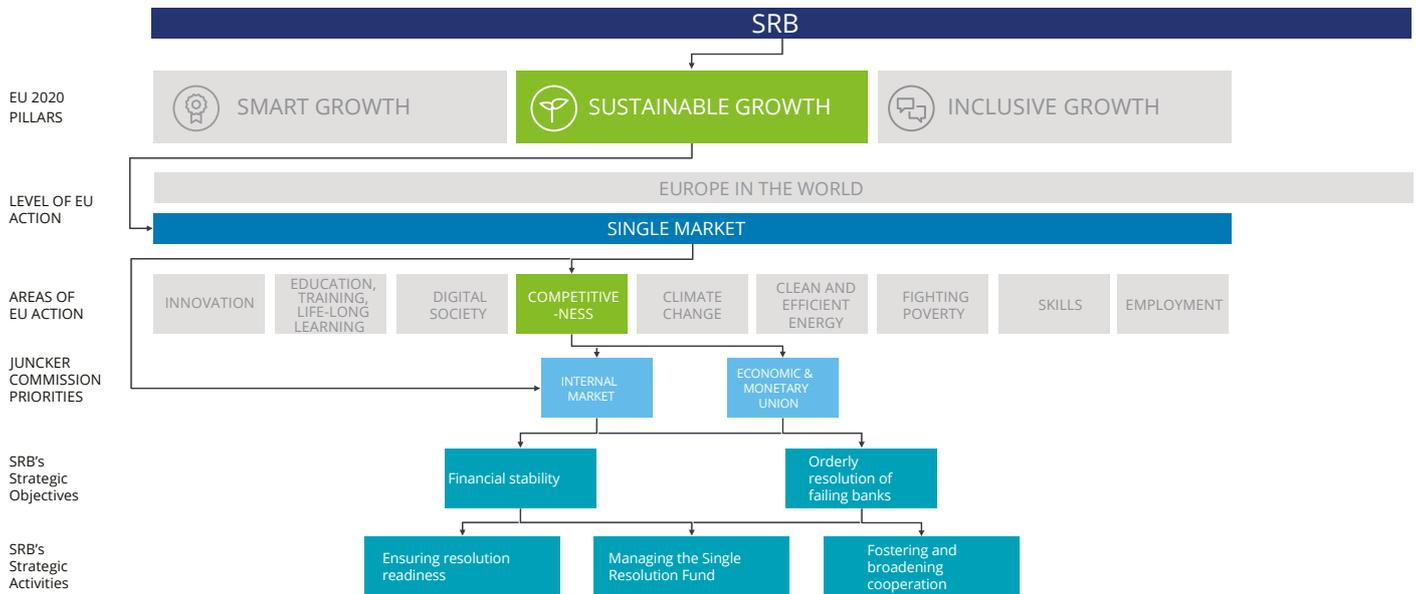 SRB
EU 2020
PILLARS
SMART GROWTH
SUSTAINABLE GROWTH
INCLUSIVE GROWTH
LEVEL OF EU
ACTION
EUROPE IN THE WORLD
SINGLE MARKET
AREAS OF
EU ACTION
INNOVATION
EDUCATION,
TRAINING,
LIFE-LONG
LEARNING
DIGITAL
SOCIETY
COMPETITIVE
-NESS
CLIMATE
CHANGE
CLEAN AND
EFFICIENT
ENERGY
FIGHTING
POVERTY
SKILLS
EMPLOYMENT
JUNCKER
COMMISSION
PRIORITIES
INTERNAL
MARKET
ECONOMIC &
MONETARY
UNION
SRB’s
Strategic
Objectives
Financial stability
Orderly
resolution of
failing banks
SRB’s
Strategic
Activities
Ensuring resolution
readiness
Managing the Single
Resolution Fund
Fostering and
broadening
cooperation